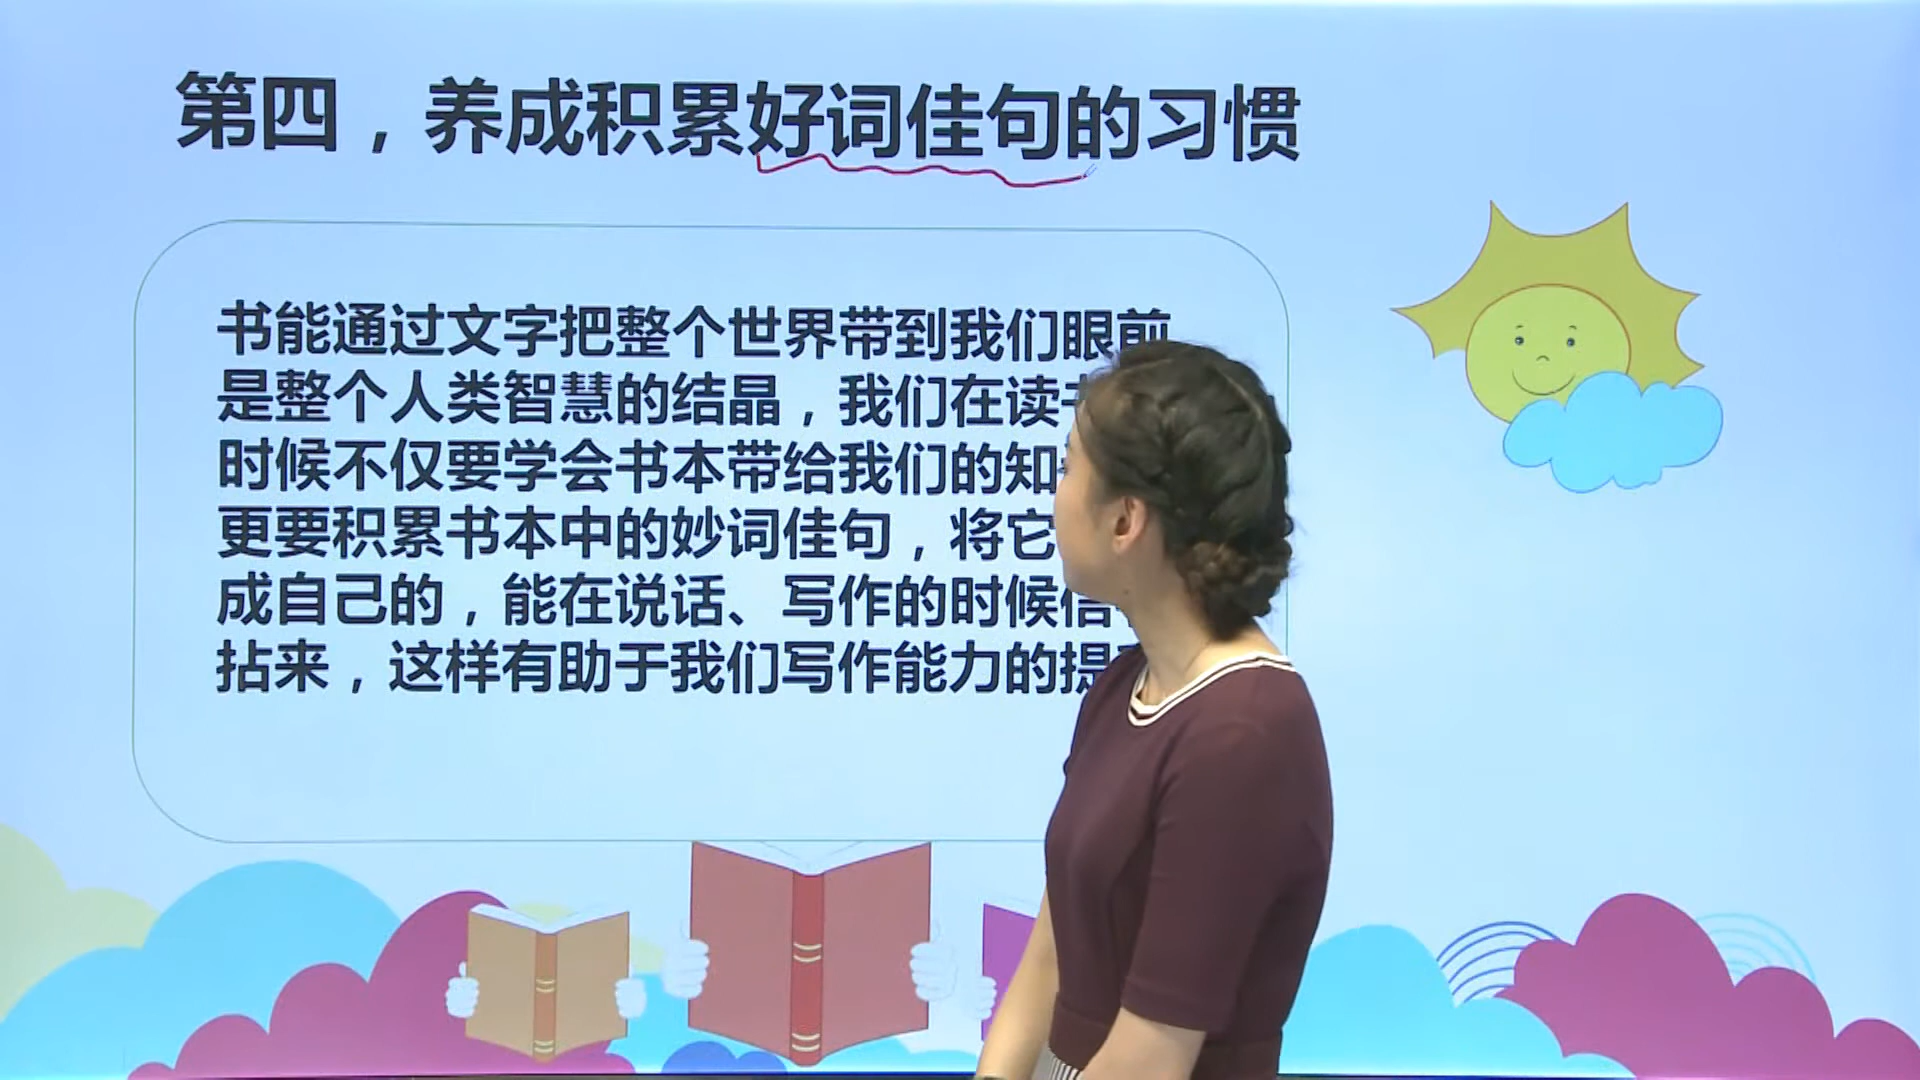 第四，养成积累好词佳句的习惯
书能通过文字把整个世界带到我们眼前
是整个人类智慧的结晶，我们在读
时候不仅要学会书本带给我们的知
更要积累书本中的妙词佳句，将它
成自己的，能在说话、写作的时候信
拈来，这样有助于我们写作能力的提